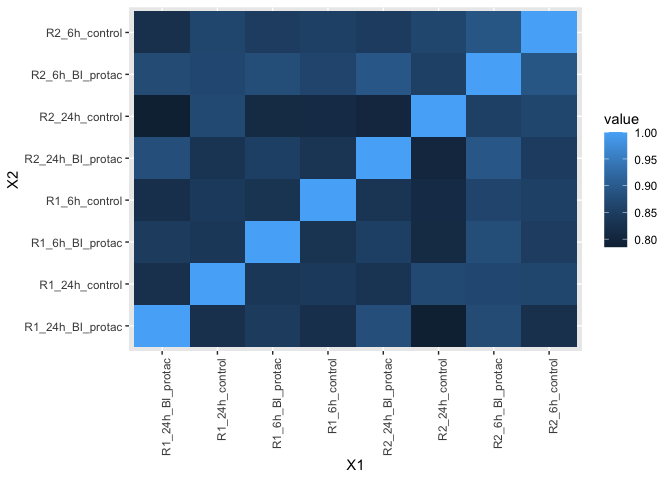 R2_6h_control
R2_6h_BI_protac
R2_24h_control
R2_24h_BI_protac
R1_6h_control
R1_6h_BI_protac
R1_24h_control
R1_24h_BI_protac
X2
R1_24h_BI_protac
R1_24h_control
R1_6h_BI_protac
R1_6h_control
R2_24h_BI_protac
R2_24h_control
R2_6h_BI_protac
R2_6h_control
X1
value
1.00
0.95
0.90
0.85
0.80